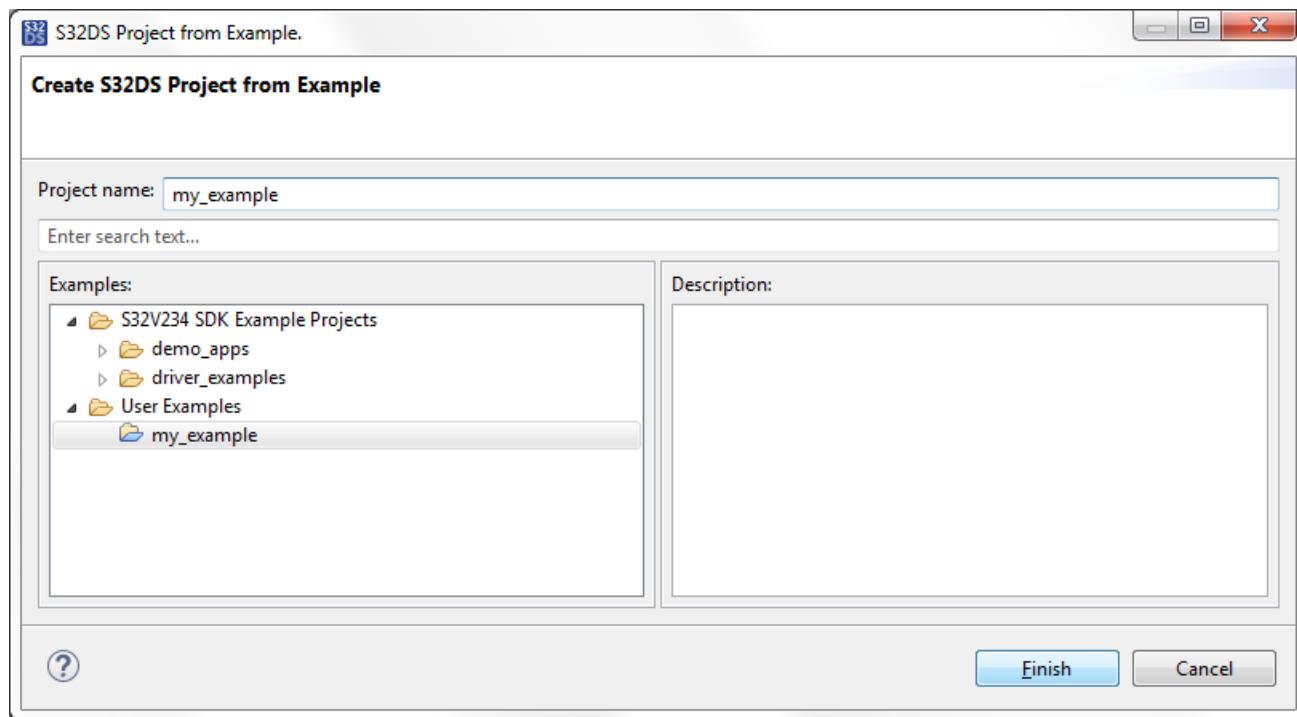 S32DS
S32DS Project from Example.
Create S32DS Project from Example
Project name: my_example
Enter search text...
Examples:
S32V234 SDK Example Projects
demo_apps
driver_examples
User Examples
my_example
Description:
?
Finish
Cancel